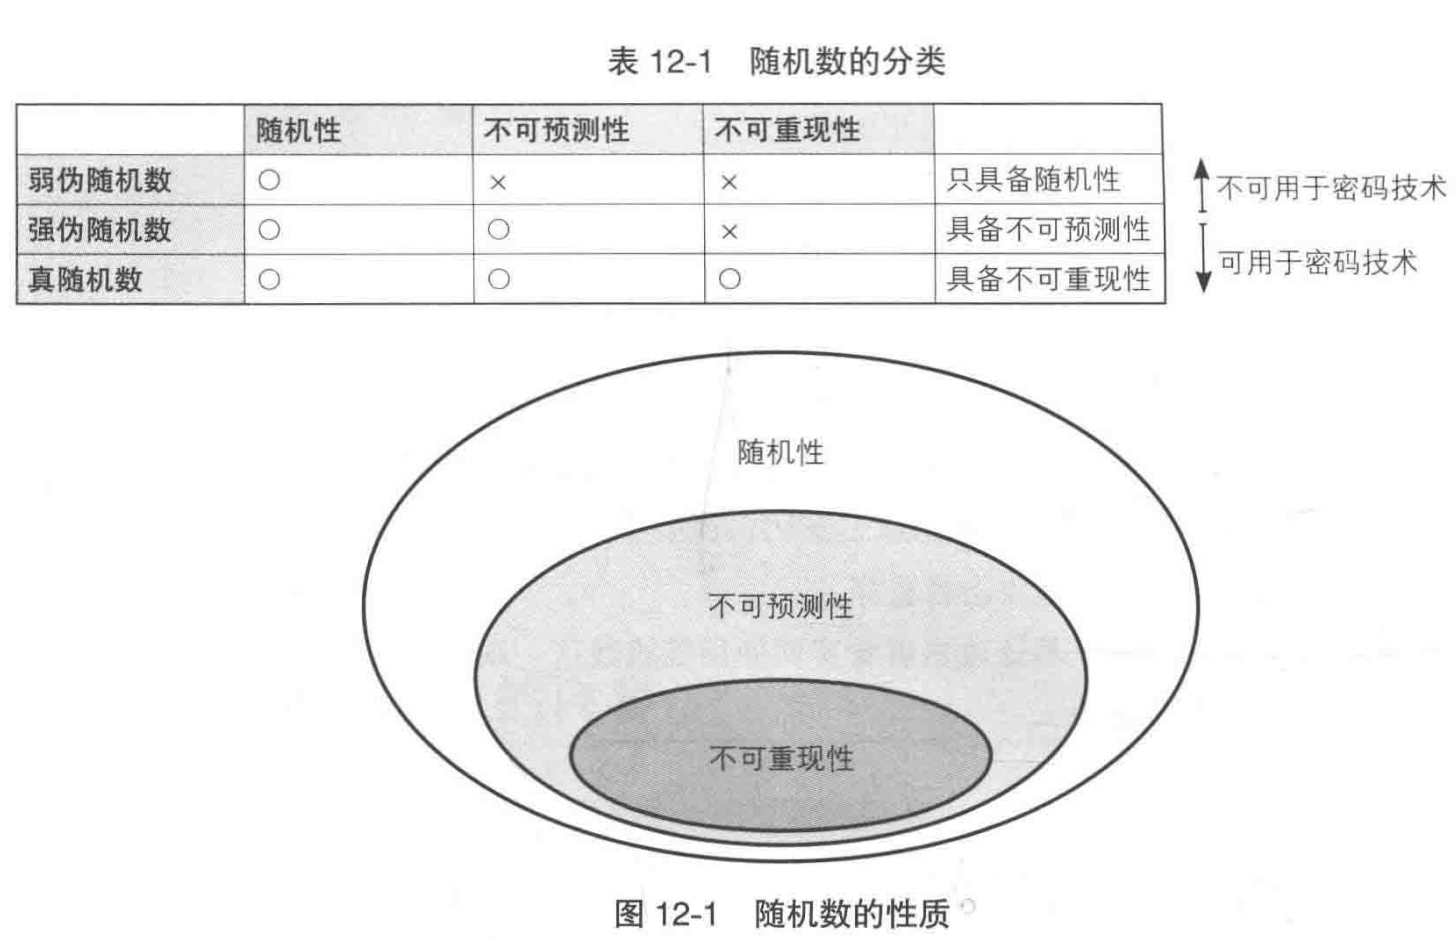 表 12-1 随机数的分类
随机性 不可预测性 不可重现性
弱伪随机数 ○ × × 只具备随机性
不可用于密码技术
强伪随机数 ○ ○ × 具备不可预测性
可用于密码技术
真随机数 ○ ○ ○ 具备不可重现性
随机性
不可预测性
不可重现性
图 12-1 随机数的性质